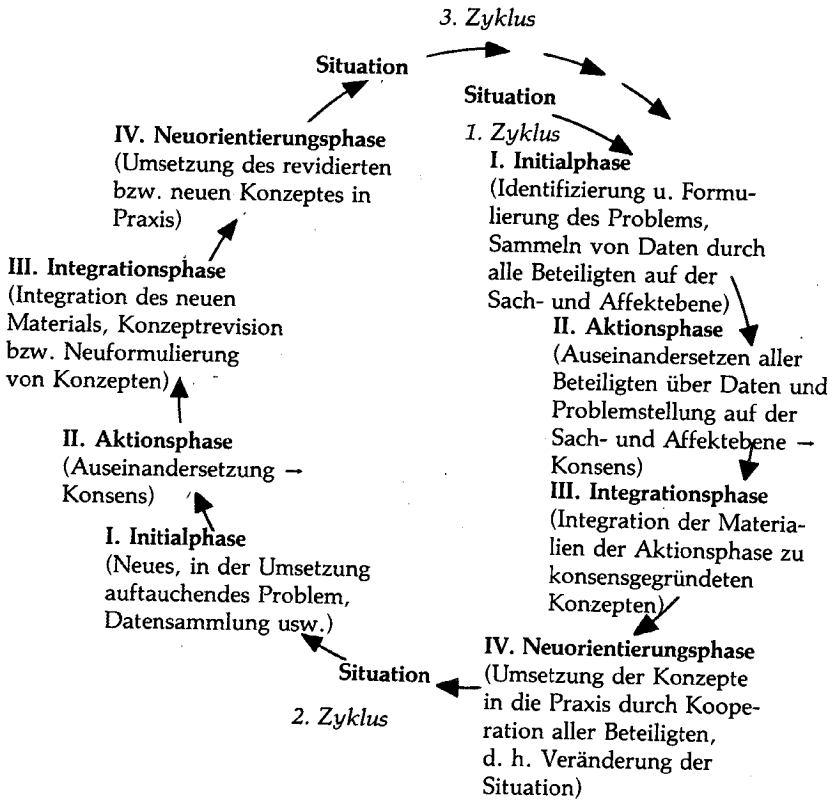 3. Zyklus
Situation
Situation
1. Zyklus
I. Initialphase
(Identifizierung u. Formu-
lierung des Problems,
Sammeln von Daten durch
alle Beteiligten auf der
Sach- und Affektebene)
II. Aktionsphase
(Auseinandersetzen aller
Beteiligten über Daten und
Problemstellung auf der
Sach- und Affektebene →
Konsens)
III. Integrationsphase
(Integration der Materia-
lien der Aktionsphase zu
konsensgegründeten
Konzepten)
IV. Neuorientierungsphase
(Umsetzung der Konzepte
in die Praxis durch Koope-
ration aller Beteiligten,
d. h. Veränderung der
Situation)
Situation
2. Zyklus
I. Initialphase
(Neues, in der Umsetzung
auftauchendes Problem,
Datensammlung usw.)
II. Aktionsphase
(Auseinandersetzung →
Konsens)
III. Integrationsphase
(Integration des neuen
Materials, Konzeptrevision
bzw. Neuformulierung
von Konzepten)
IV. Neuorientierungsphase
(Umsetzung des revidierten
bzw. neuen Konzeptes in
Praxis)